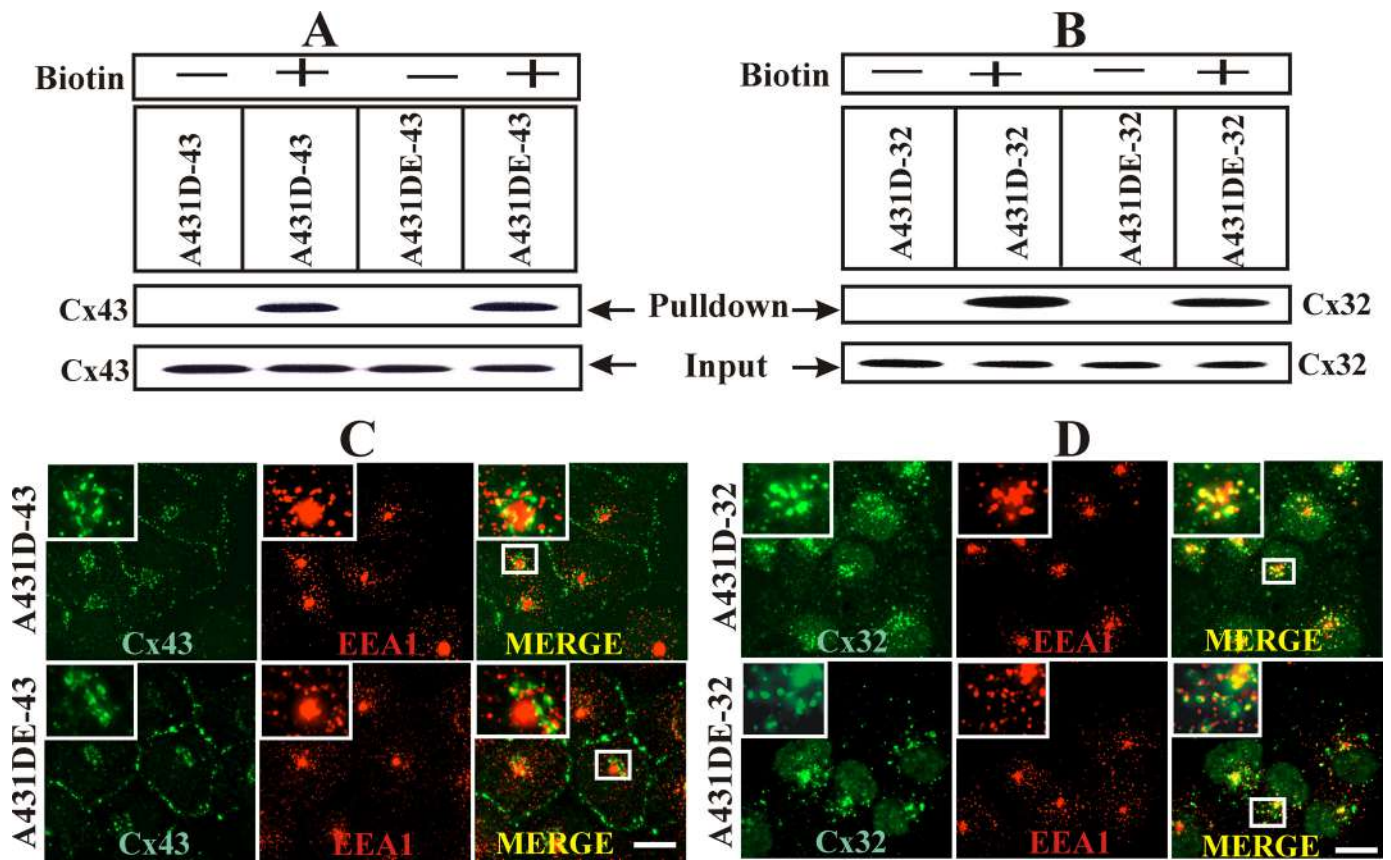 A
B
Biotin − + − +
Biotin − + − +
A431D-43
A431D-43
A431DE-43
A431DE-43
A431D-32
A431D-32
A431DE-32
A431DE-32
Cx43 Pulldown Cx32
Cx43 Input Cx32
C
D
A431D-43
Cx43 EEA1 MERGE
A431D-32
Cx32 EEA1 MERGE
A431DE-43
Cx43 EEA1 MERGE
A431DE-32
Cx32 EEA1 MERGE